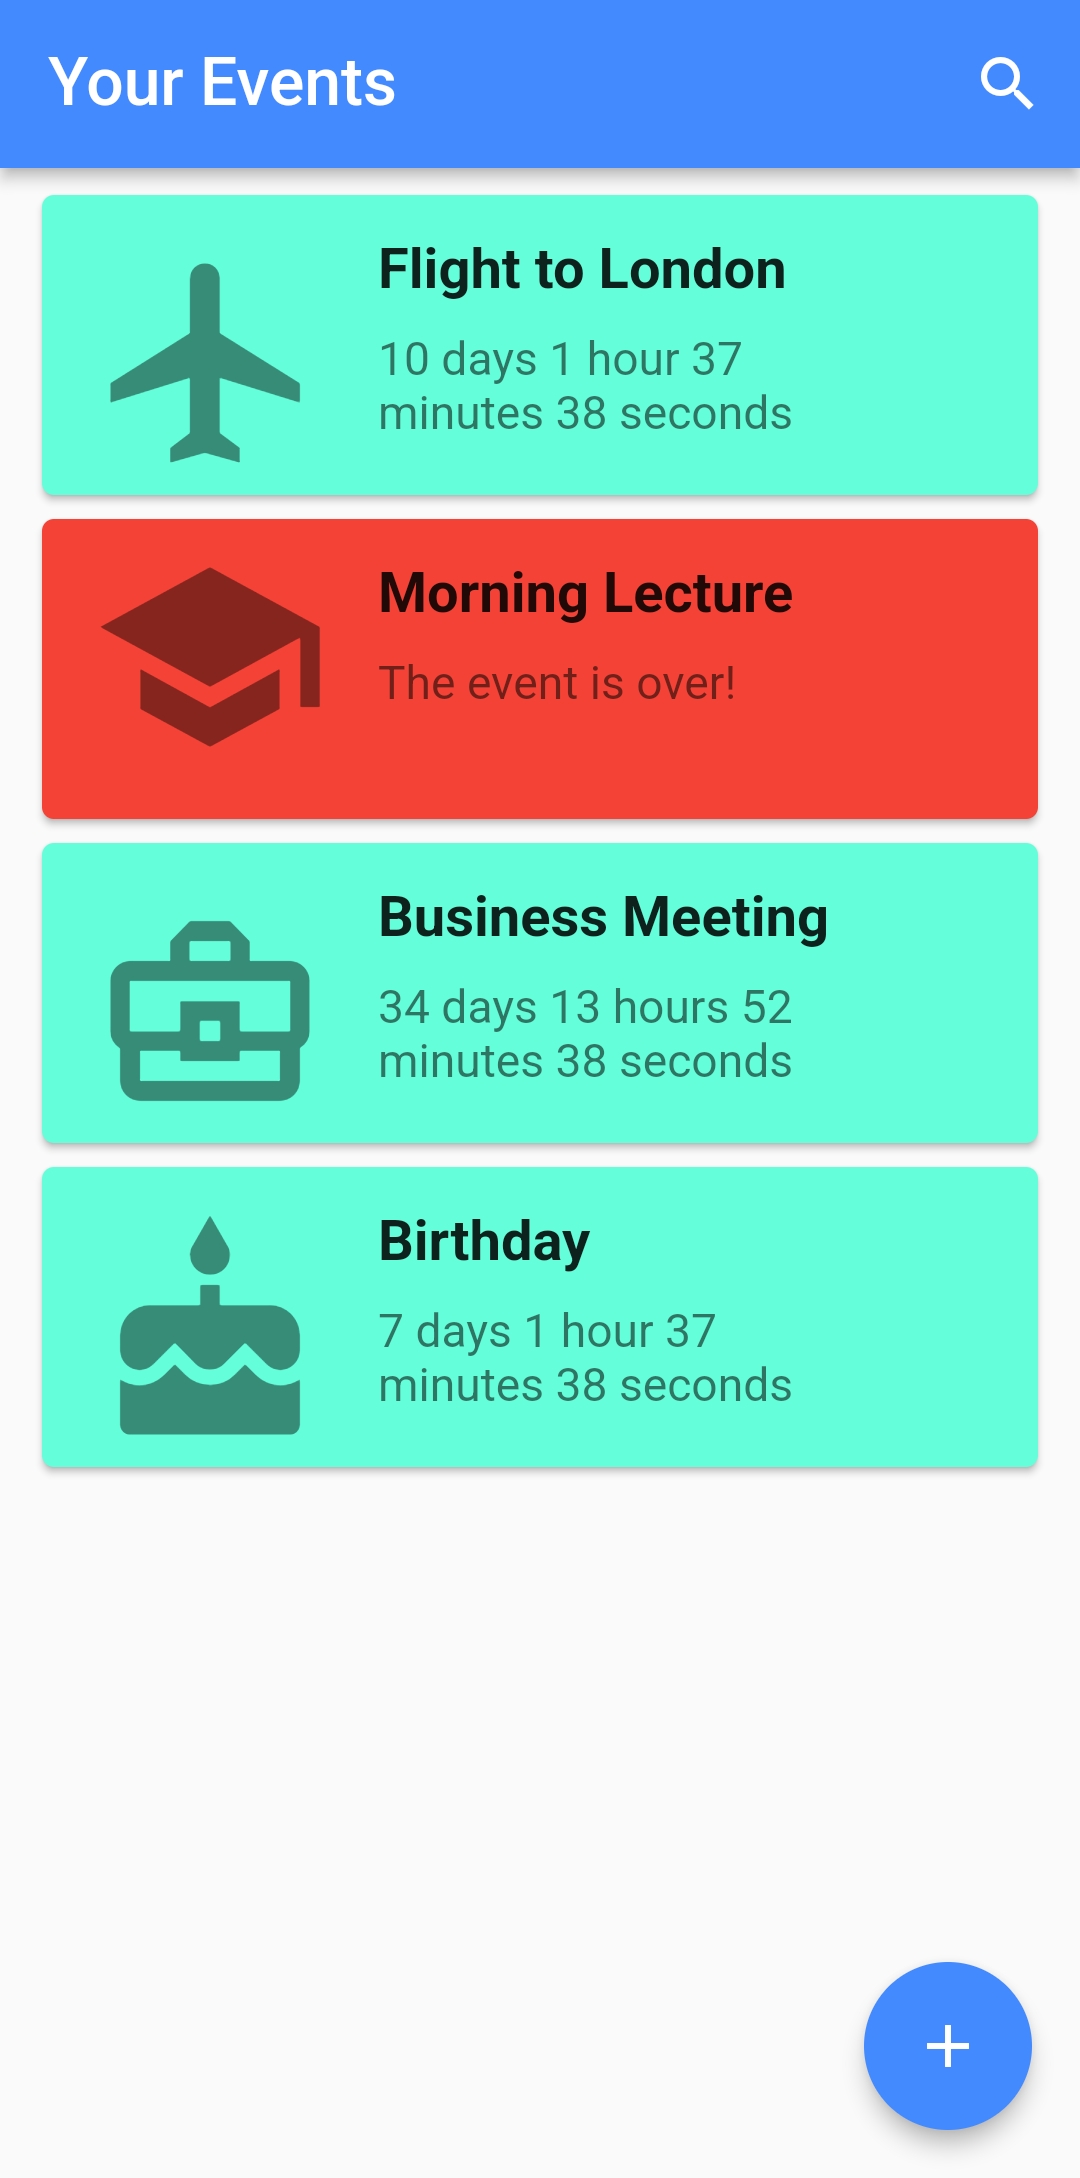 Your Events
Flight to London
10 days 1 hour 37
minutes 38 seconds
Morning Lecture
The event is over!
Business Meeting
34 days 13 hours 52
minutes 38 seconds
Birthday
7 days 1 hour 37
minutes 38 seconds